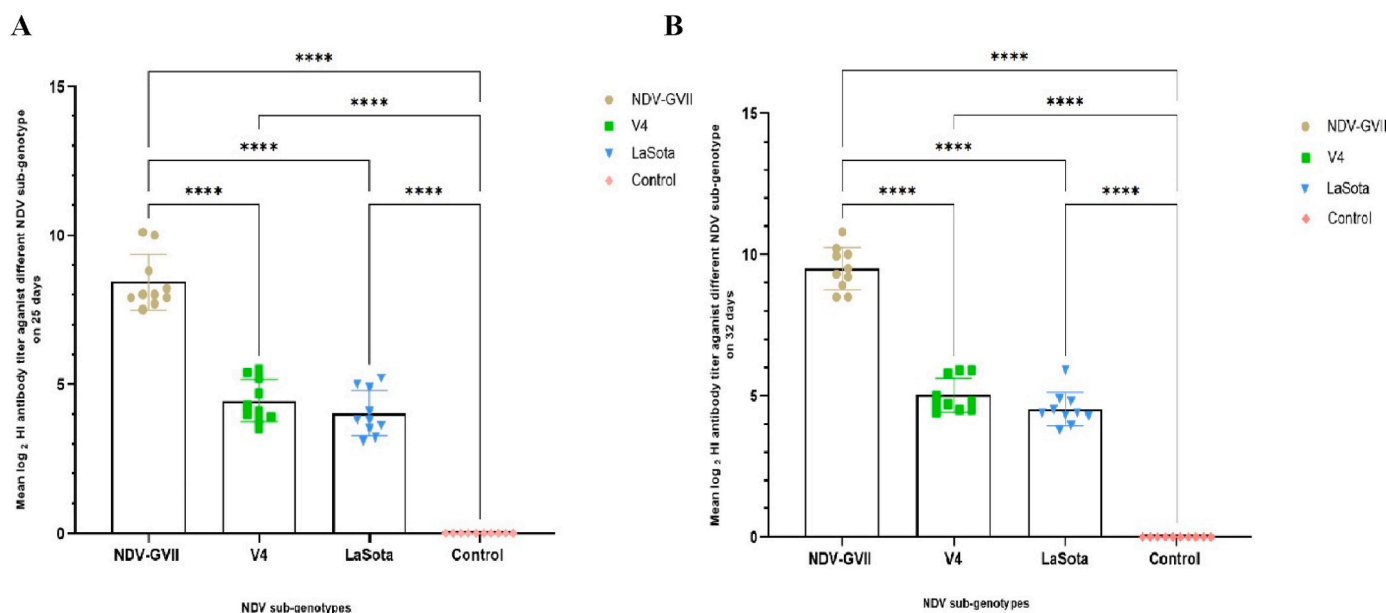 A
Mean log 2 HI antibody titer aganist different NDV sub-genotype
on 25 days
15
10
5
0
****
****
****
****
****
NDV-GVII
V4
LaSota
Control
NDV-GVII V4 LaSota Control
NDV sub-genotypes
B
Mean log 2 HI antibody titer aganist different NDV sub-genotype
on 32 days
15
10
5
0
****
****
****
****
****
NDV-GVII
V4
LaSota
Control
NDV-GVII V4 LaSota Control
NDV sub-genotypes